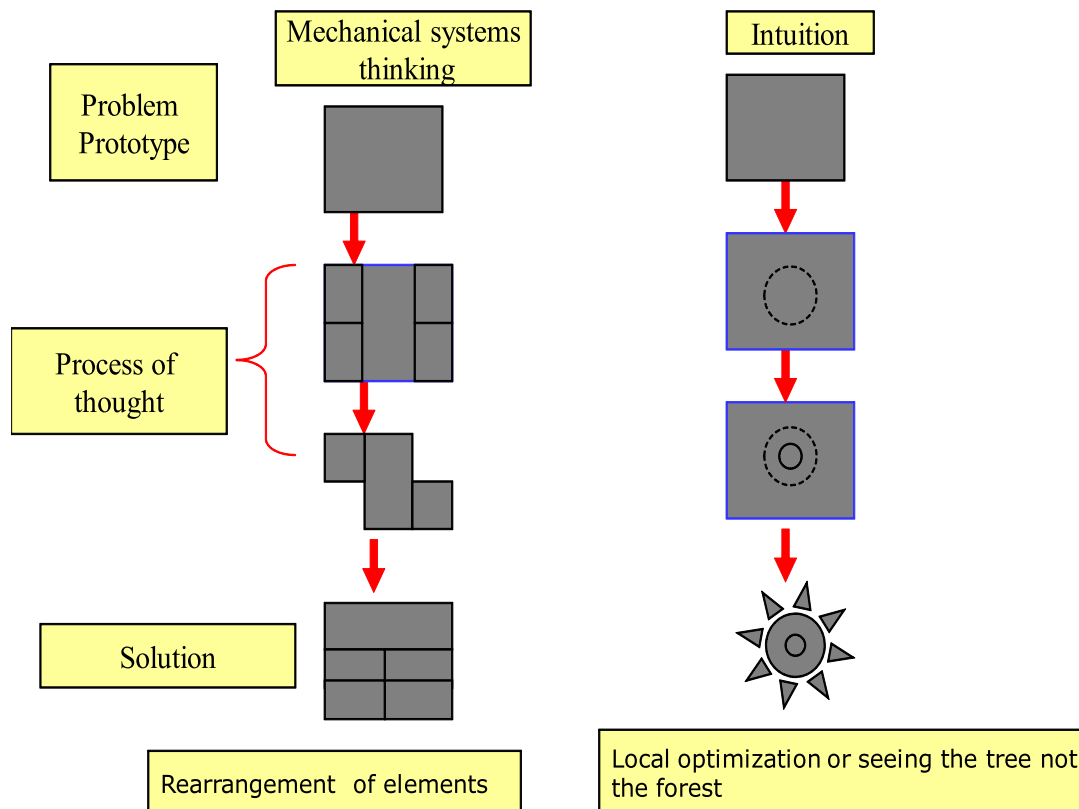 Mechanical systems
thinking
Intuition
Problem
Prototype
Process of
thought
Solution
Rearrangement of elements
Local optimization or seeing the tree not
the forest